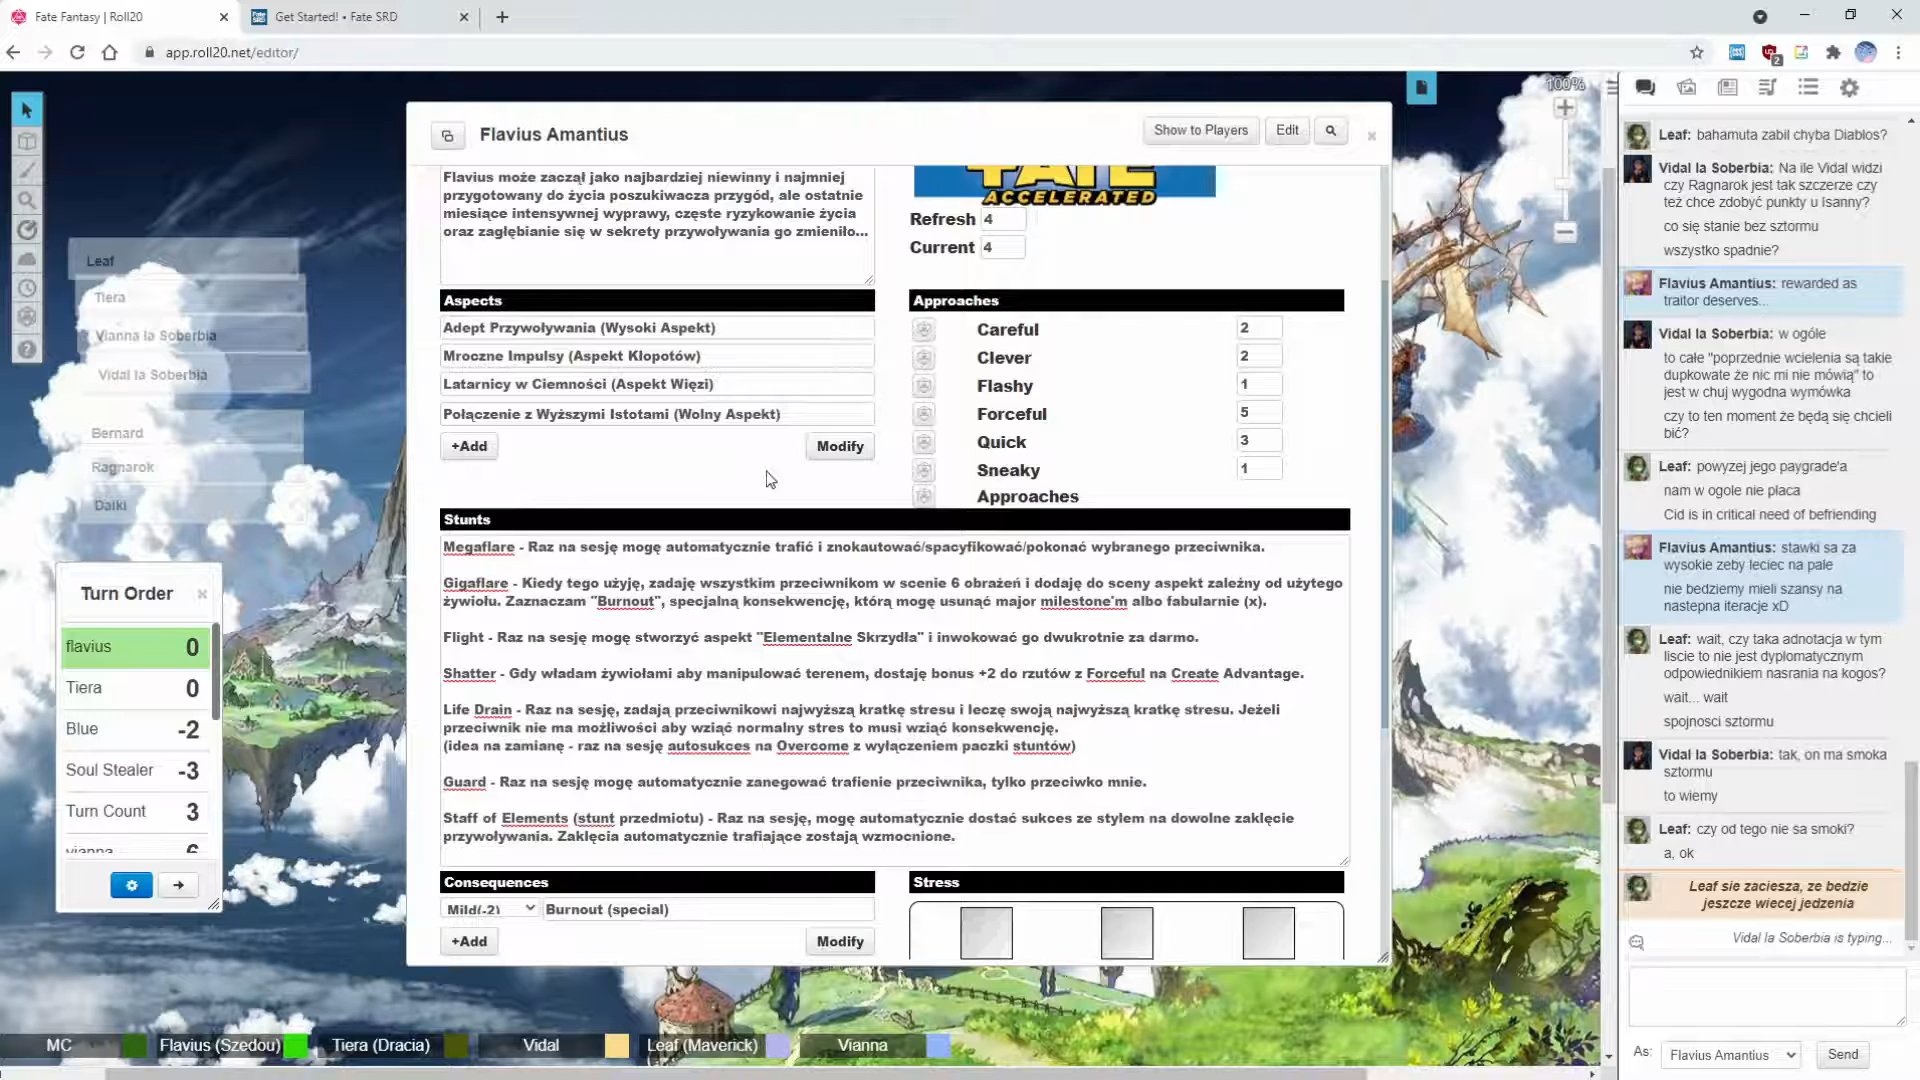 Fate Fantasy | Roll20
Get Started! • Fate SRD
app.roll20.net/editor/
2
100%
Flavius Amantius
Show to Players
Edit
Flavius może zaczął jako najbardziej niewinny i najmniej
przygotowany do życia poszukiwacza przygód, ale ostatnie
miesiące intensywnej wyprawy, częste ryzykowanie życia
oraz zagłębianie się w sekrety przywoływania go zmieniło...
FATE
ACCELERATED
Refresh 4
Current 4
Aspects
Adept Przywoływania (Wysoki Aspekt)
Mroczne Impulsy (Aspekt Kłopotów)
Latarnicy w Ciemności (Aspekt Więzi)
Połączenie z Wyższymi Istotami (Wolny Aspekt)
+Add
Modify
Approaches
Careful 2
Clever 2
Flashy 1
Forceful 5
Quick 3
Sneaky 1
Approaches
Stunts
Megaflare - Raz na sesję mogę automatycznie trafić i znokautować/spacyfikować/pokonać wybranego przeciwnika.
Gigaflare - Kiedy tego użyję, zadaję wszystkim przeciwnikom w scenie 6 obrażeń i dodaję do sceny aspekt zależny od użytego
żywiołu. Zaznaczam "Burnout", specjalną konsekwencję, którą mogę usunąć major milestone'm albo fabularnie (x).
Flight - Raz na sesję mogę stworzyć aspekt "Elementalne Skrzydła" i inwokować go dwukrotnie za darmo.
Shatter - Gdy władam żywiołami aby manipulować terenem, dostaję bonus +2 do rzutów z Forceful na Create Advantage.
Life Drain - Raz na sesję, zadają przeciwnikowi najwyższą kratkę stresu i leczę swoją najwyższą kratkę stresu. Jeżeli
przeciwnik nie ma możliwości aby wziąć normalny stres to musi wziąć konsekwencję.
(idea na zamianę - raz na sesję autosukces na Overcome z wyłączeniem paczki stuntów)
Guard - Raz na sesję mogę automatycznie zanegować trafienie przeciwnika, tylko przeciwko mnie.
Staff of Elements (stunt przedmiotu) - Raz na sesję, mogę automatycznie dostać sukces ze stylem na dowolne zaklęcie
przywoływania. Zaklęcia automatycznie trafiające zostają wzmocnione.
Consequences
Mild(-2) Burnout (special)
+Add
Modify
Stress
Leaf
Tiera
Vianna la Soberbia
Vidal la Soberbia
Bernard
Ragnarok
Daiki
Turn Order
flavius 0
Tiera 0
Blue -2
Soul Stealer -3
Turn Count 3
vianna 6
MC
Flavius (Szedou)
Tiera (Dracia)
Vidal
Leaf (Maverick)
Vianna
Leaf: bahamuta zabil chyba Diablos?
Vidal la Soberbia: Na ile Vidal widzi
czy Ragnarok jest tak szczerze czy
też chce zdobyć punkty u Isanny?
co się stanie bez sztormu
wszystko spadnie?
Flavius Amantius: rewarded as
traitor deserves...
Vidal la Soberbia: w ogóle
to całe "poprzednie wcielenia są takie
dupkowate że nic mi nie mówią" to
jest w chuj wygodna wymówka
czy to ten moment że będą się chcieli
bić?
Leaf: powyzej jego paygrade'a
nam w ogole nie placa
Cid is in critical need of befriending
Flavius Amantius: stawki sa za
wysokie zeby leciec na pale
nie bedziemy mieli szansy na
nastepna iteracje xD
Leaf: wait, czy taka adnotacja w tym
liscie to nie jest dyplomatycznym
odpowiednikiem nasrania na kogos?
wait... wait
spojnosci sztormu
Vidal la Soberbia: tak, on ma smoka
sztormu
to wiemy
Leaf: czy od tego nie sa smoki?
a, ok
Leaf sie zaciesza, ze bedzie
jeszcze wiecej jedzenia
Vidal la Soberbia is typing...
As: Flavius Amantius
Send